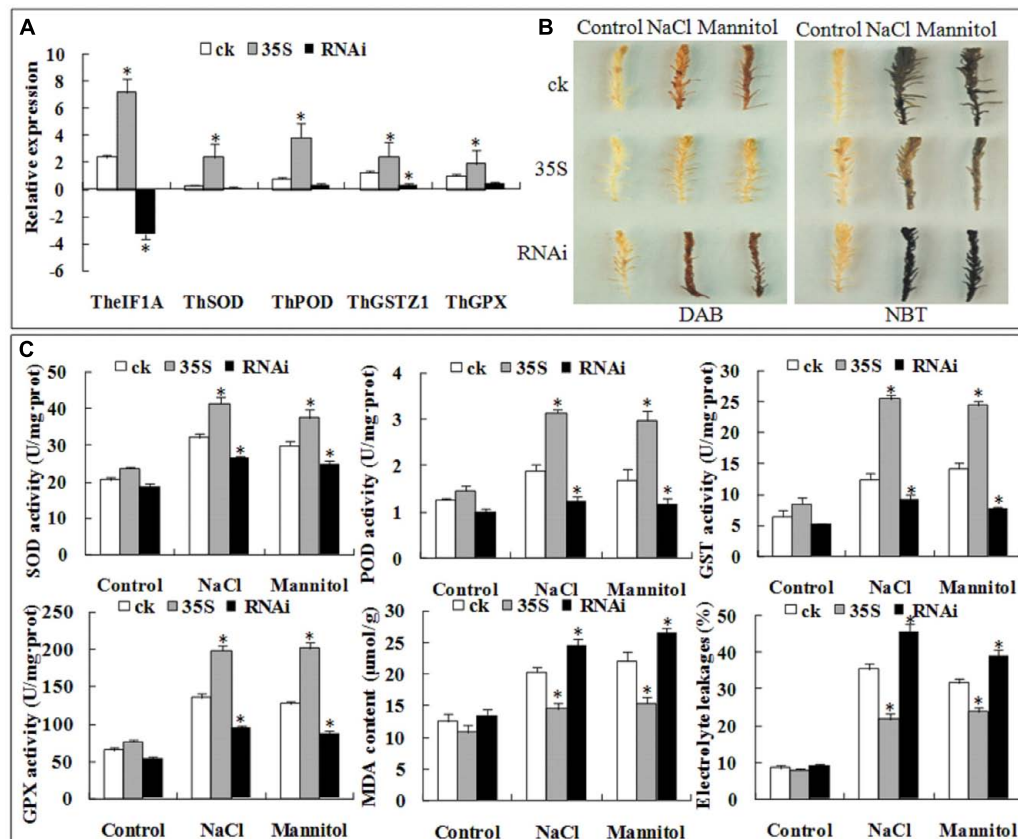 A
ck 35S RNAi
Relative expression
10
8
6
4
2
0
-2
-4
-6
* * * * * * *
TheIF1A ThSOD ThPOD ThGSTZ1 ThGPX
B
Control NaCl Mannitol Control NaCl Mannitol
ck
35S
RNAi
DAB NBT
C
ck 35S RNAi
SOD activity (U/mg·prot)
50
40
30
20
10
0
* * * *
Control NaCl Mannitol
ck 35S RNAi
POD activity (U/mg·prot)
4
3
2
1
0
* * * *
Control NaCl Mannitol
ck 35S RNAi
GST activity (U/mg·prot)
30
25
20
15
10
5
0
* * * *
Control NaCl Mannitol
ck 35S RNAi
GPX activity (U/mg·prot)
250
200
150
100
50
0
* * * *
Control NaCl Mannitol
ck 35S RNAi
MDA content (μmol/g)
30
25
20
15
10
5
0
* * * *
Control NaCl Mannitol
ck 35S RNAi
Electrolyte leakages (%)
50
40
30
20
10
0
* * * *
Control NaCl Mannitol